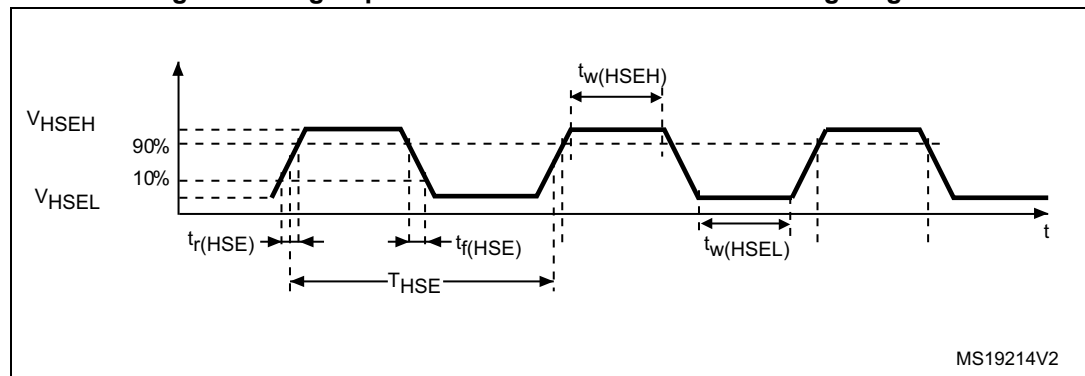 tw(HSEH)
VHSEH
90%
10%
VHSEL
tr(HSE)
tf(HSE)
tw(HSEL)
t
THSE
MS19214V2